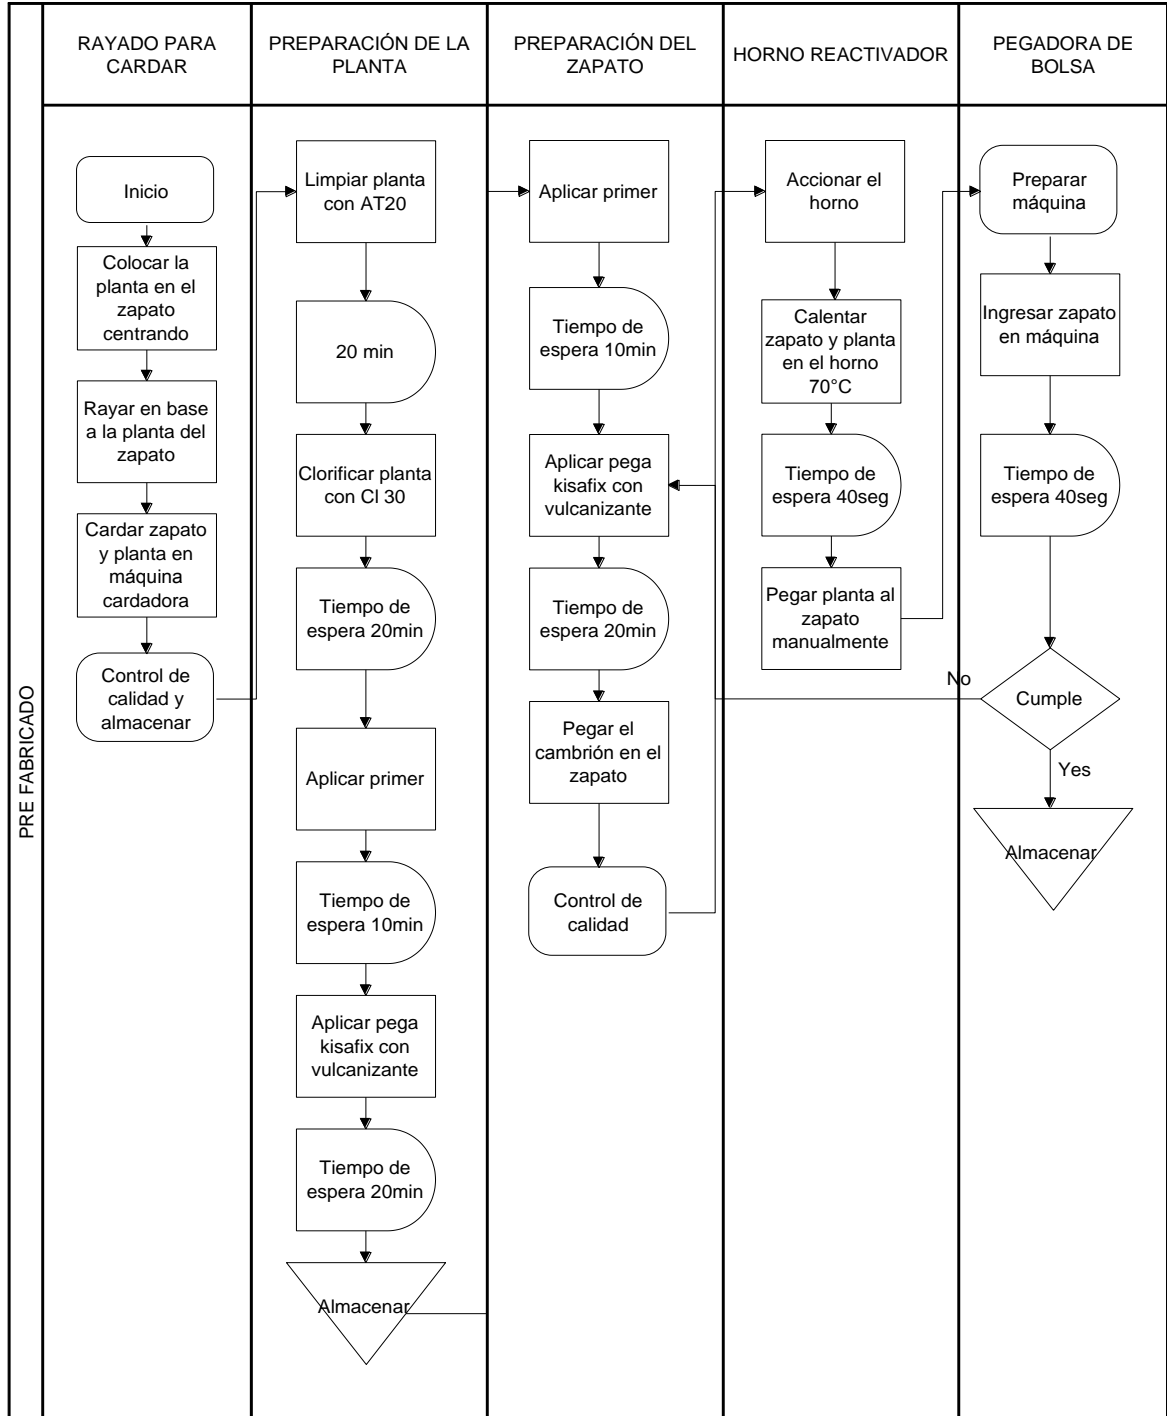 RAYADO PARA
CARDAR
PREPARACIÓN DE LA
PLANTA
PREPARACIÓN DEL
ZAPATO
HORNO REACTIVADOR
PEGADORA DE
BOLSA
PRE FABRICADO
Inicio
Colocar la
planta en el
zapato
centrando
Rayar en base
a la planta del
zapato
Cardar zapato
y planta en
máquina
cardadora
Control de
calidad y
almacenar
Limpiar planta
con AT20
20 min
Clorificar planta
con Cl 30
Tiempo de
espera 20min
Aplicar primer
Tiempo de
espera 10min
Aplicar pega
kisafix con
vulcanizante
Tiempo de
espera 20min
Almacenar
Aplicar primer
Tiempo de
espera 10min
Aplicar pega
kisafix con
vulcanizante
Tiempo de
espera 20min
Pegar el
cambrión en el
zapato
Control de
calidad
Accionar el
horno
Calentar
zapato y planta
en el horno
70°C
Tiempo de
espera 40seg
Pegar planta al
zapato
manualmente
Preparar
máquina
Ingresar zapato
en máquina
Tiempo de
espera 40seg
No
Cumple
Yes
Almacenar